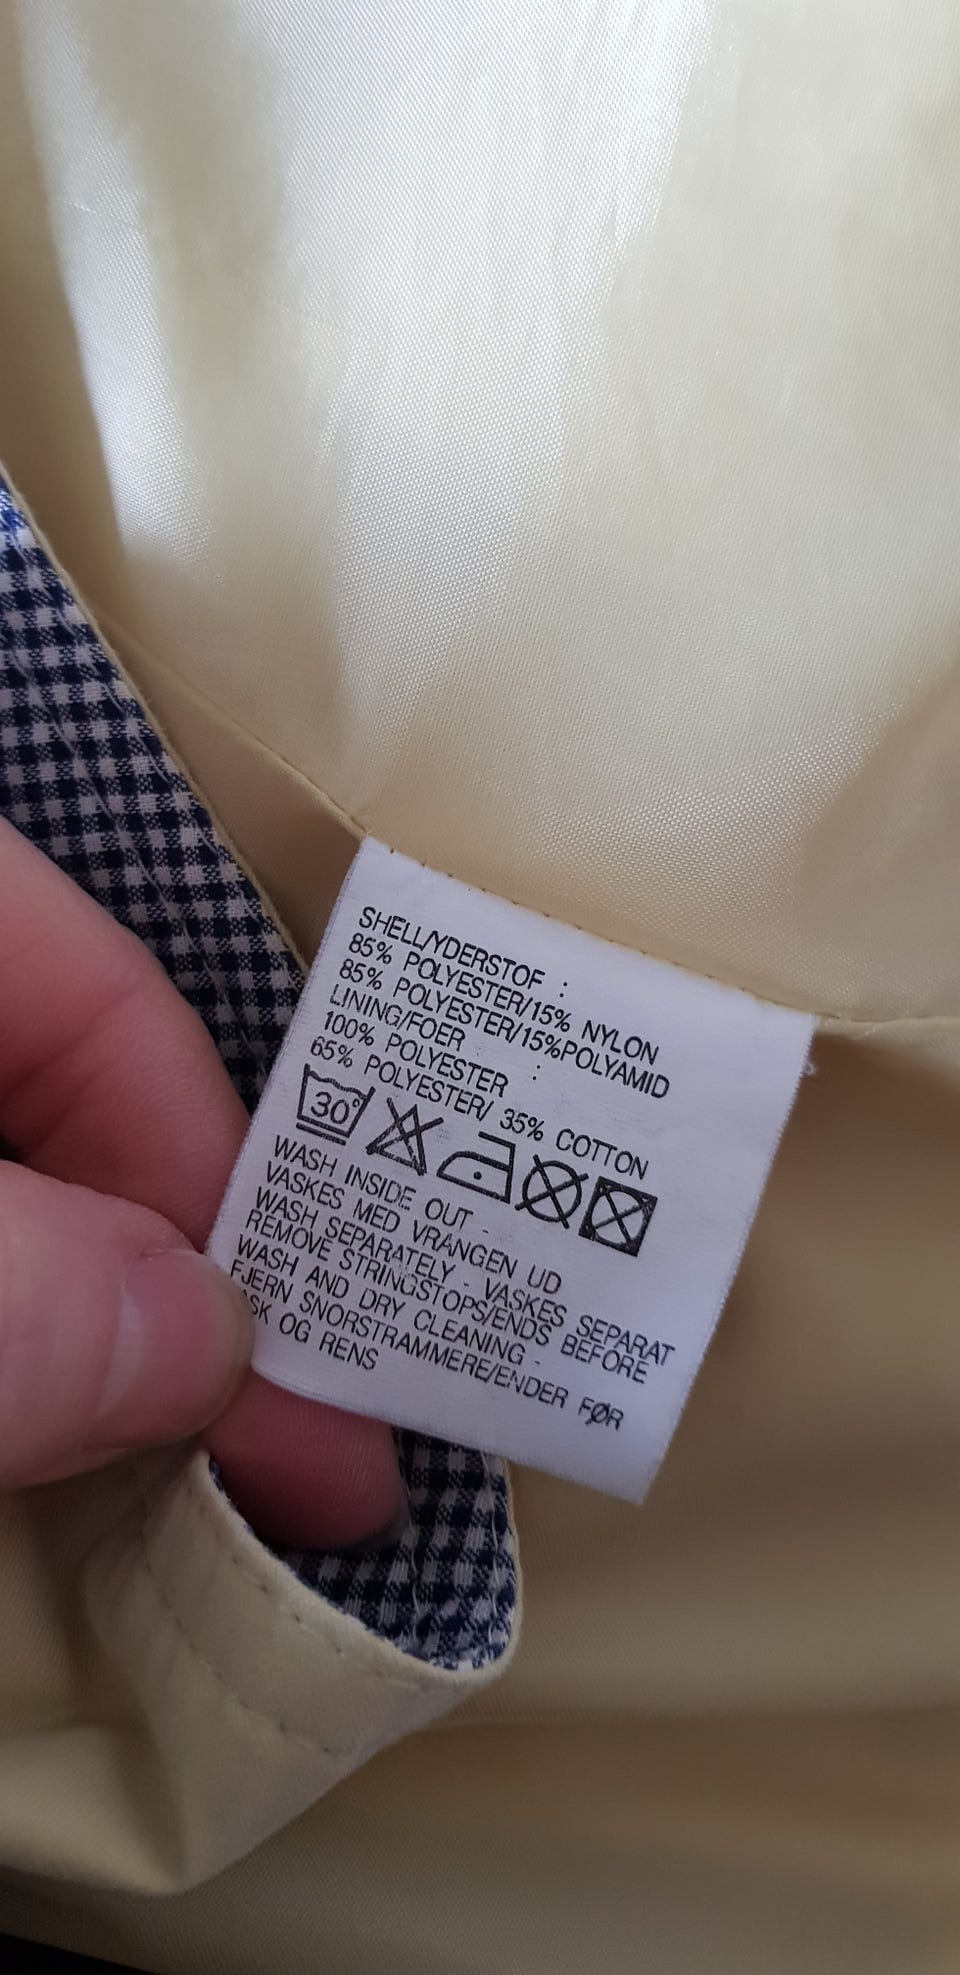 SHELL/YDERSTOF :
85% POLYESTER/15% NYLON
85% POLYESTER/15%POLYAMID
LINING/FOER :
100% POLYESTER
65% POLYESTER/ 35% COTTON
30°
WASH INSIDE OUT -
VASKES MED VRANGEN UD
WASH SEPARATELY - VASKES SEPARAT
REMOVE STRINGSTOPS/ENDS BEFORE
WASH AND DRY CLEANING -
FJERN SNORSTRAMMERE/ENDER FØR
OG RENS